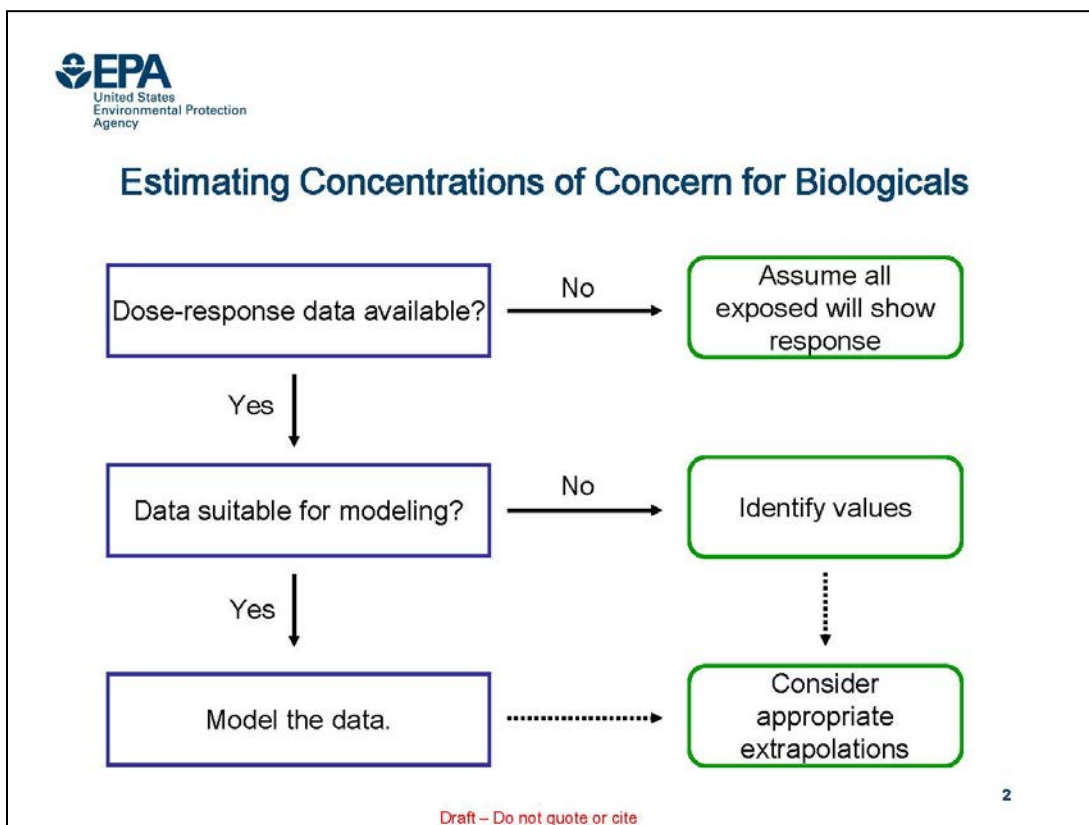 EPA
United States
Environmental Protection
Agency
Estimating Concentrations of Concern for Biologicals
Dose-response data available?
No
Assume all
exposed will show
response
Yes
Data suitable for modeling?
No
Identify values
Yes
Model the data.
Consider
appropriate
extrapolations
2
Draft – Do not quote or cite